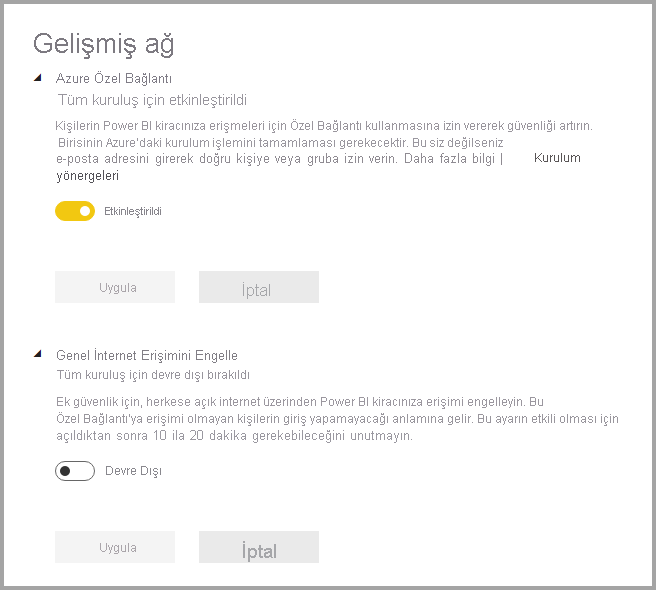 Gelişmiş ağ
Azure Özel Bağlantı
Tüm kuruluş için etkinleştirildi
Kişilerin Power BI kiracınıza erişmeleri için Özel Bağlantı kullanmasına izin vererek güvenliği artırın.
Birisinin Azure'daki kurulum işlemini tamamlaması gerekecektir. Bu siz değilseniz
e-posta adresini girerek doğru kişiye veya gruba izin verin. Daha fazla bilgi | Kurulum
yönergeleri
Etkinleştirildi
Uygula İptal
Genel İnternet Erişimini Engelle
Tüm kuruluş için devre dışı bırakıldı
Ek güvenlik için, herkese açık internet üzerinden Power BI kiracınıza erişimi engelleyin. Bu
Özel Bağlantı'ya erişimi olmayan kişilerin giriş yapamayacağı anlamına gelir. Bu ayarın etkili olması için
açıldıktan sonra 10 ila 20 dakika gerekebileceğini unutmayın.
Devre Dışı
Uygula İptal